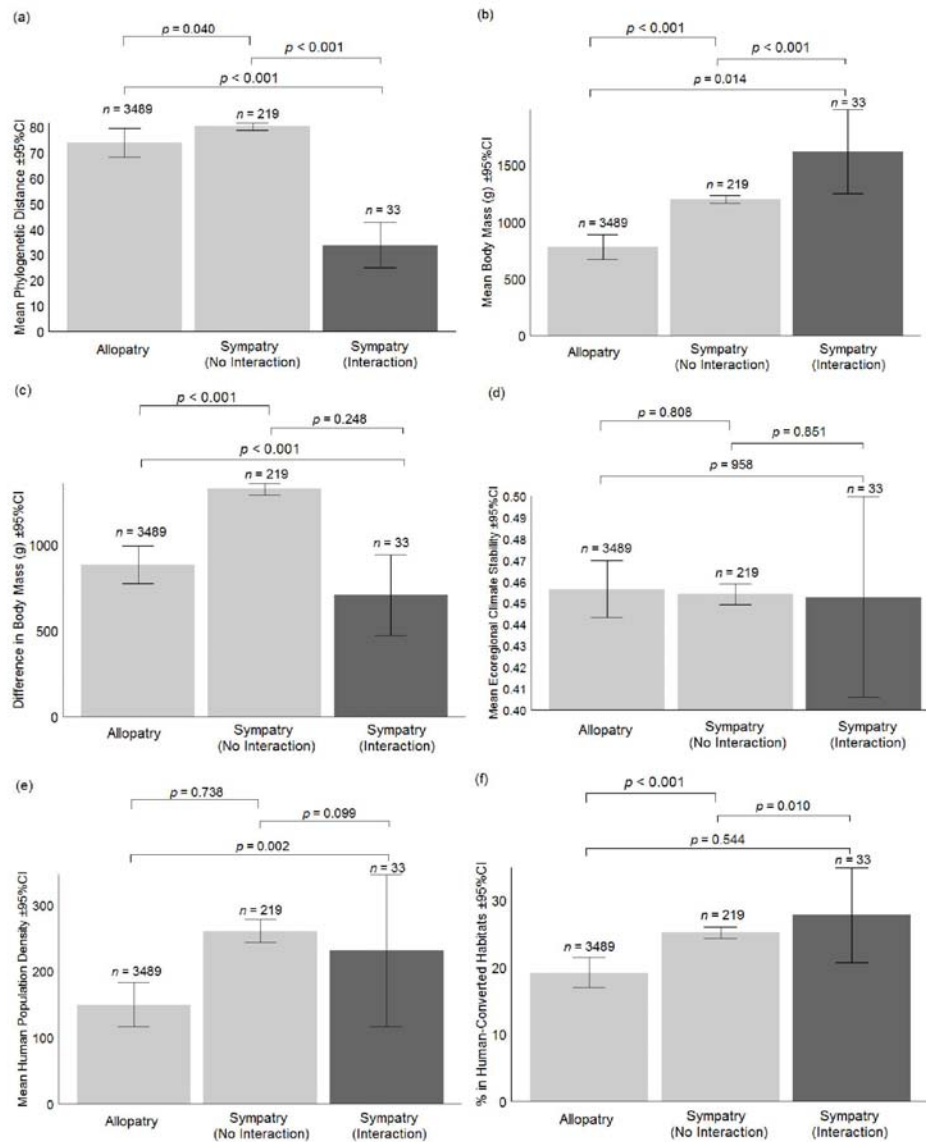 (a)
p = 0.040
p < 0.001
p < 0.001
n = 3489
n = 219
n = 33
Mean Phylogenetic Distance ±95%CI
80
70
60
50
40
30
20
10
0
Allopatry
Sympatry
(No Interaction)
Sympatry
(Interaction)
(b)
p < 0.001
p < 0.001
p = 0.014
n = 33
n = 219
n = 3489
Mean Body Mass (g) ±95%CI
1500
1000
500
0
Allopatry
Sympatry
(No Interaction)
Sympatry
(Interaction)
(c)
p < 0.001
p = 0.248
p < 0.001
n = 219
n = 3489
n = 33
Difference in Body Mass (g) ±95%CI
1000
500
0
Allopatry
Sympatry
(No Interaction)
Sympatry
(Interaction)
(d)
p = 0.808
p = 0.851
p = 958
n = 33
n = 3489
n = 219
Mean Ecoregional Climate Stability ±95%CI
0.50
0.49
0.48
0.47
0.46
0.45
0.44
0.43
0.42
0.41
0.40
Allopatry
Sympatry
(No Interaction)
Sympatry
(Interaction)
(e)
p = 0.738
p = 0.099
p = 0.002
n = 33
n = 219
n = 3489
Mean Human Population Density ±95%CI
300
200
100
0
Allopatry
Sympatry
(No Interaction)
Sympatry
(Interaction)
(f)
p < 0.001
p = 0.010
p = 0.544
n = 33
n = 219
n = 3489
% in Human-Converted Habitats ±95%CI
30
20
10
0
Allopatry
Sympatry
(No Interaction)
Sympatry
(Interaction)